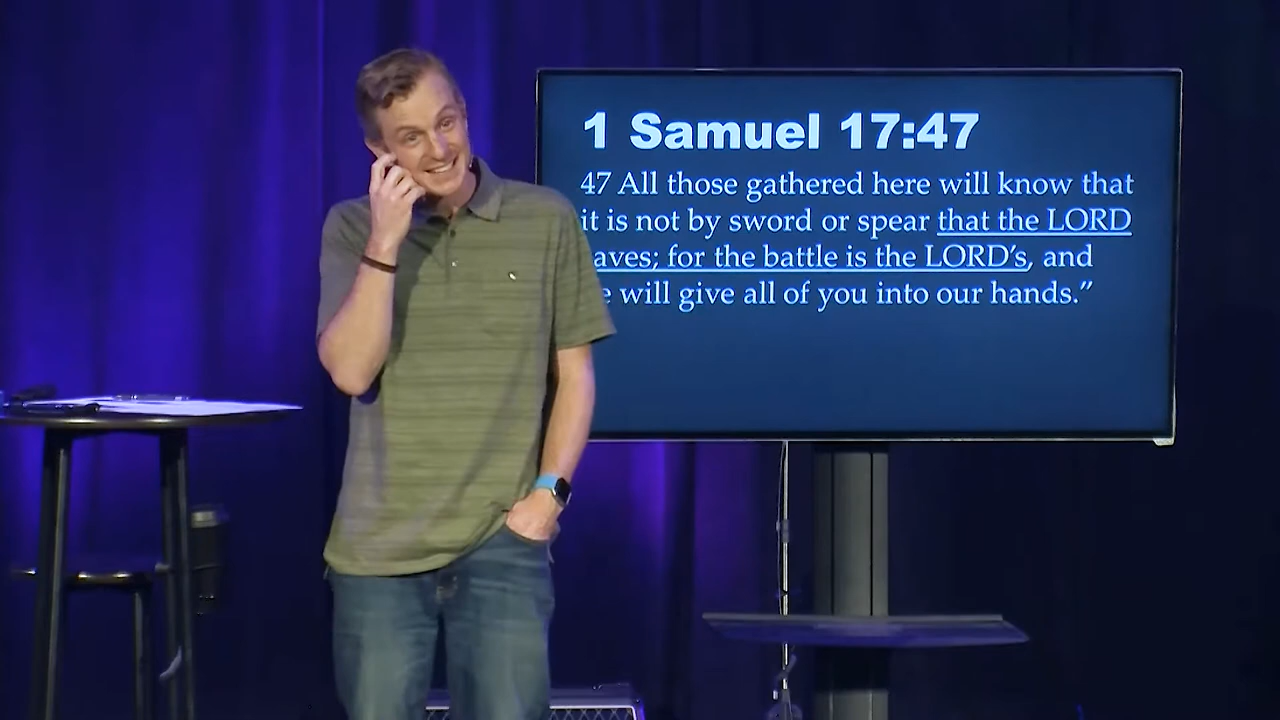 1 Samuel 17:47
47 All those gathered here will know that
it is not by sword or spear that the LORD
aves; for the battle is the LORD's, and
e will give all of you into our hands.”